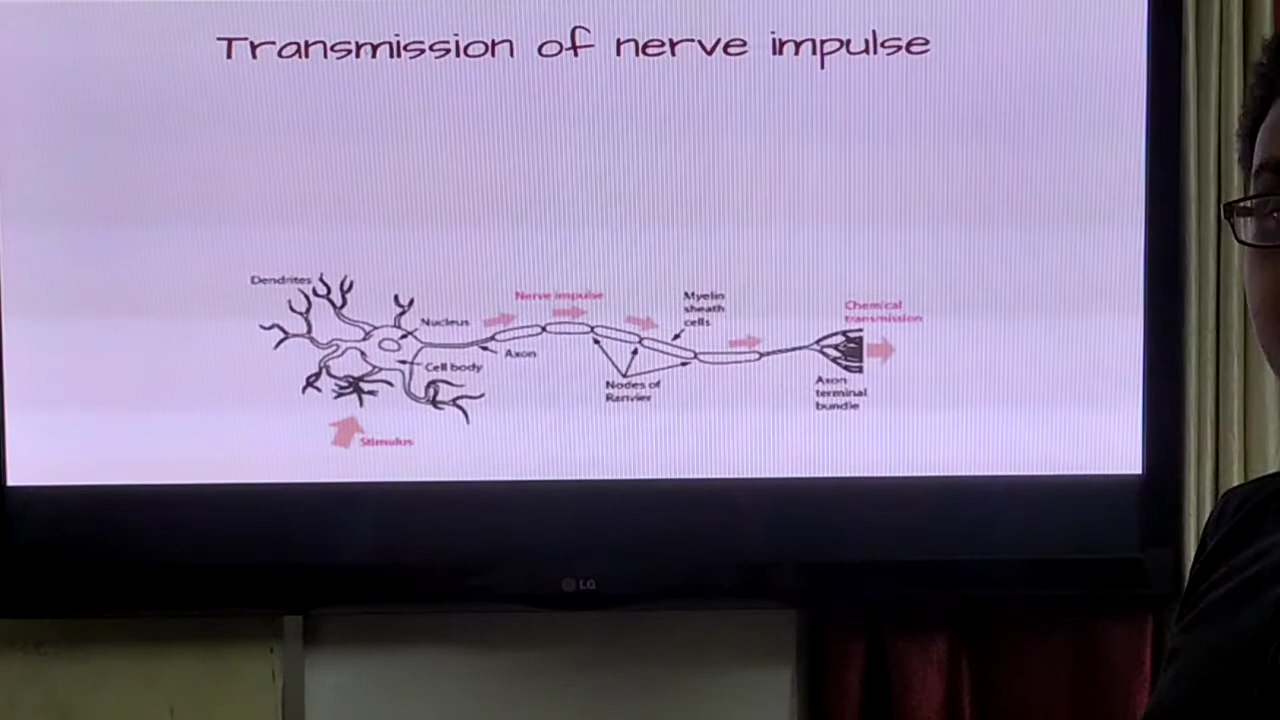 Transmission of nerve impulse
Dendrites
Nucleus
Cell body
Stimulus
Nerve impulse
Axon
Myelin
sheath
cells
Nodes of
Ranvier
Chemical
transmission
Axon
terminal
bundle
LG